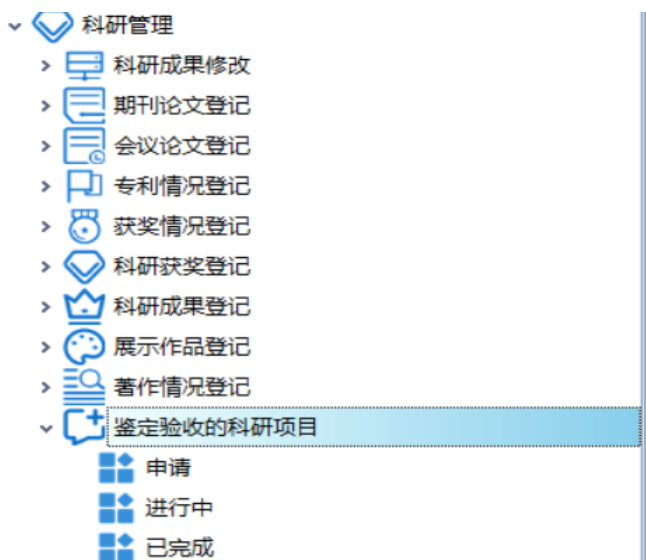 科研管理
科研成果修改
期刊论文登记
会议论文登记
专利情况登记
获奖情况登记
科研获奖登记
科研成果登记
展示作品登记
著作情况登记
鉴定验收的科研项目
申请
进行中
已完成